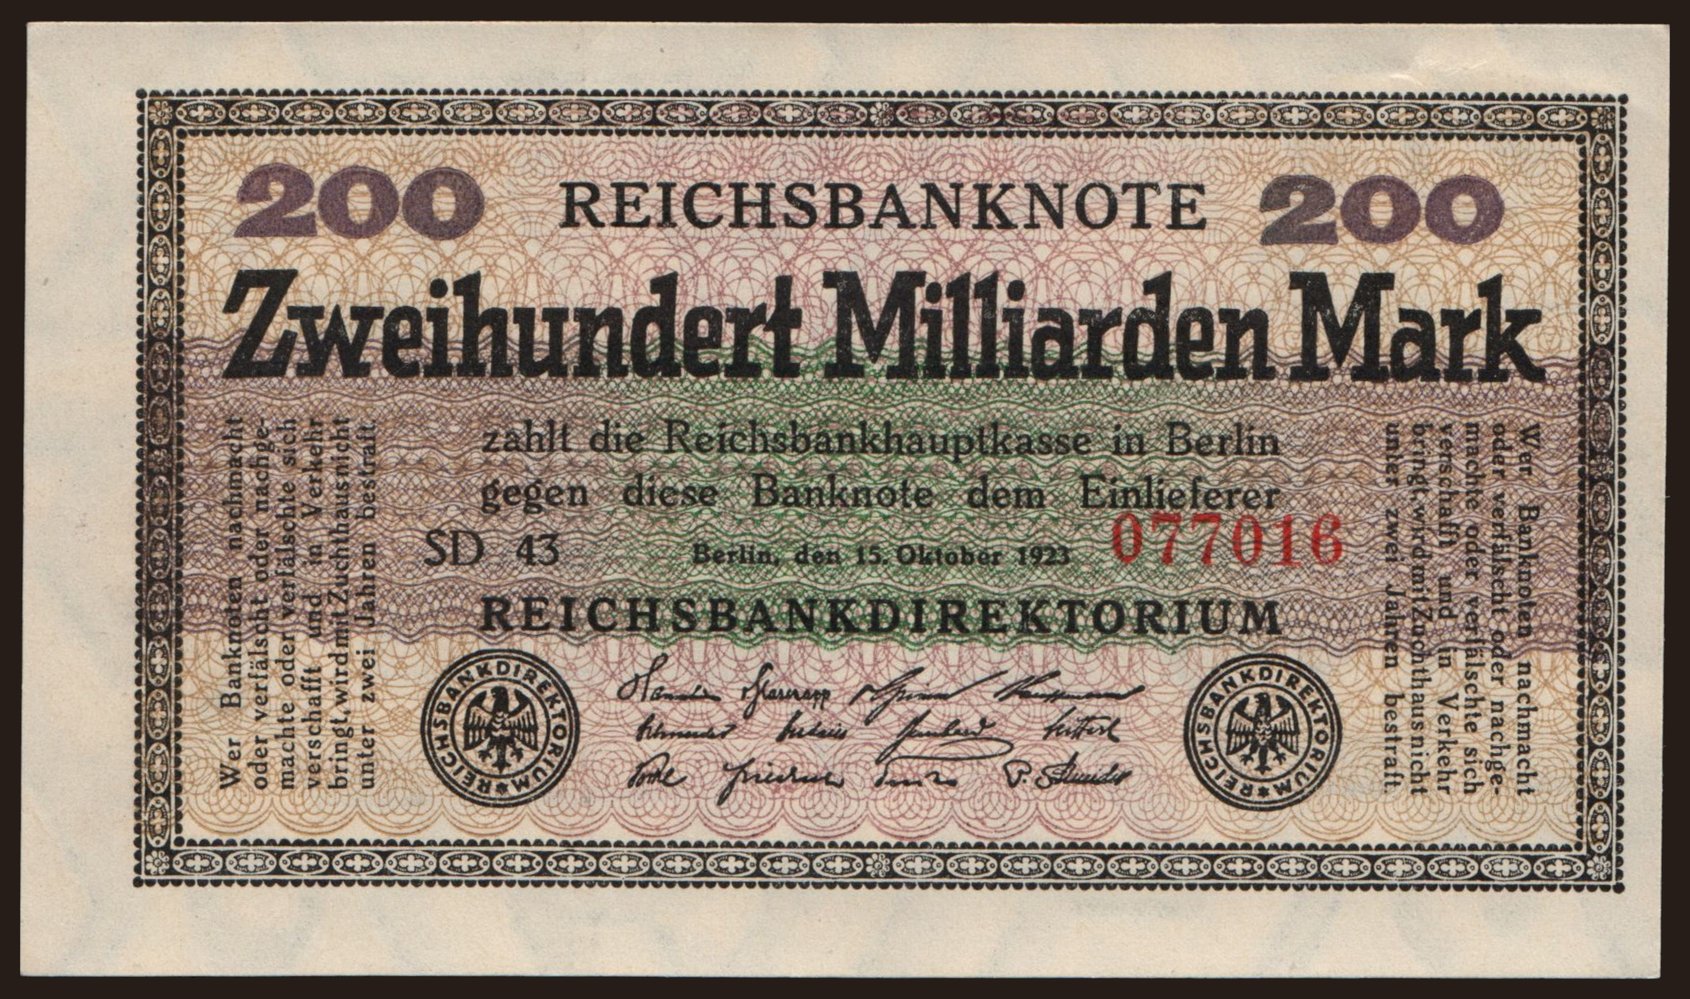 200 REICHSBANKNOTE 200
Zweihundert Milliarden Mark
zahlt die Reichsbankhauptkasse in Berlin
gegen diese Banknote dem Einlieferer
SD 43 Berlin, den 15. Oktober 1923 077016
REICHSBANKDIREKTORIUM
Wer Banknoten nachmacht
oder verfälscht oder nachge-
machte oder verfälschte sich
verschafft und in Verkehr
bringt, wird mit Zuchthaus nicht
unter zwei Jahren bestraft
Wer Banknoten nachmacht
oder verfälscht oder nachge-
machte oder verfälschte sich
verschafft und in Verkehr
bringt, wird mit Zuchthaus nicht
unter zwei Jahren bestraft
REICHSBANKDIREKTORIUM
REICHSBANKDIREKTORIUM